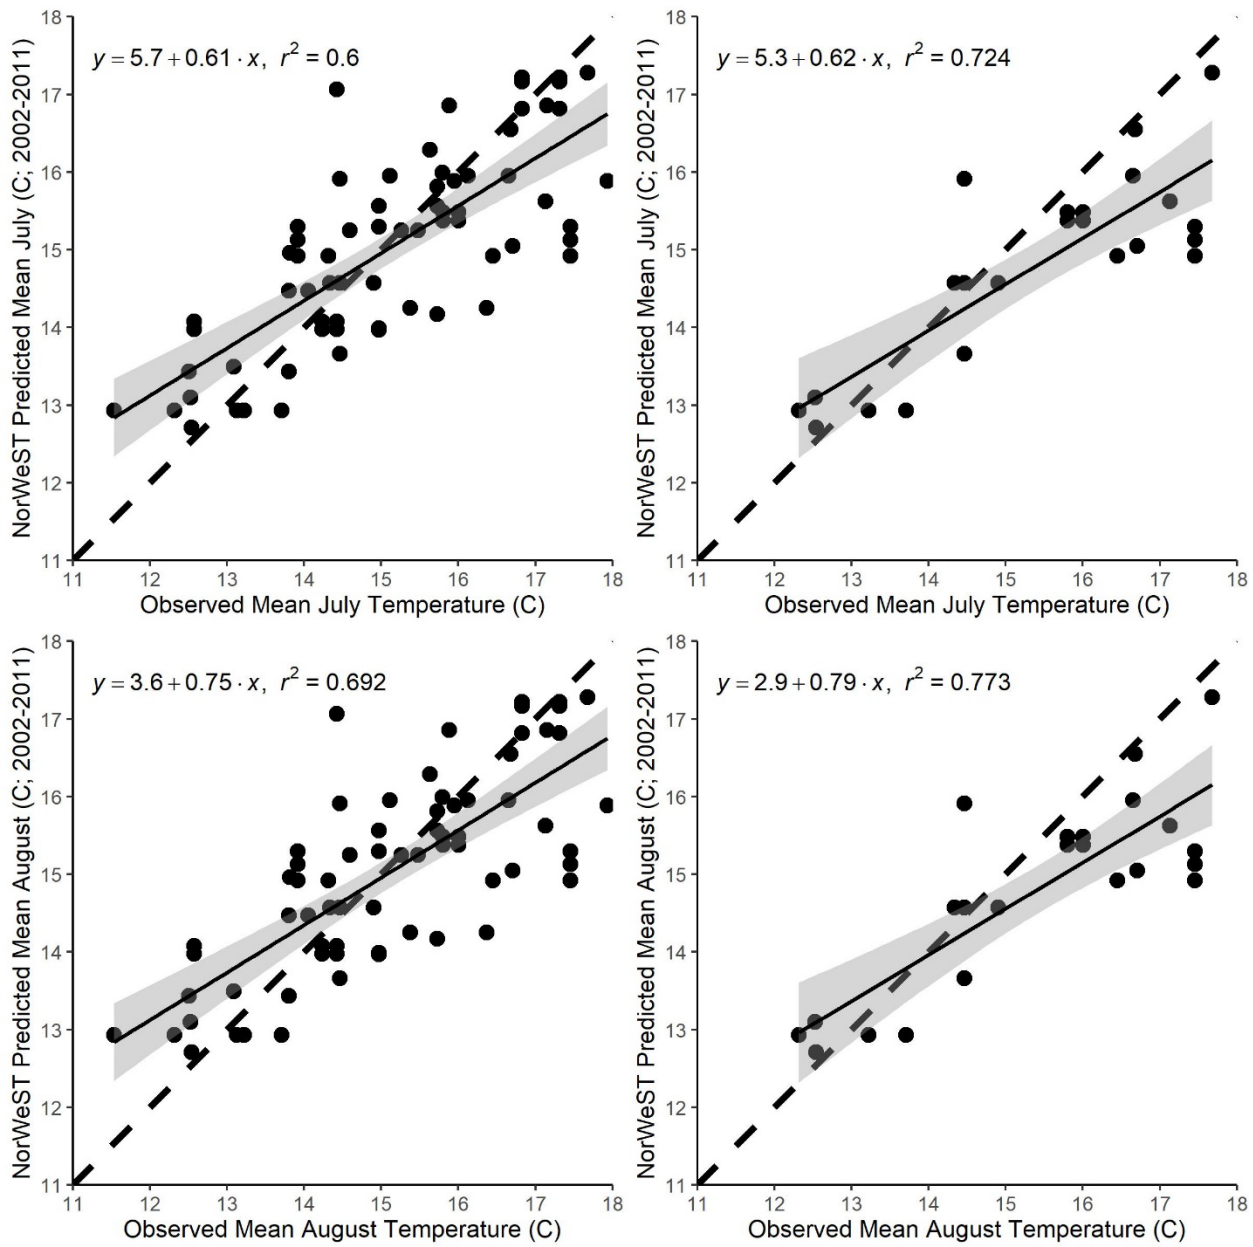 y = 5.7 + 0.61 · x, r² = 0.6
NorWeST Predicted Mean July (C; 2002-2011)
18
17
16
15
14
13
12
11
11 12 13 14 15 16 17 18
Observed Mean July Temperature (C)
y = 5.3 + 0.62 · x, r² = 0.724
NorWeST Predicted Mean July (C; 2002-2011)
18
17
16
15
14
13
12
11
11 12 13 14 15 16 17 18
Observed Mean July Temperature (C)
y = 3.6 + 0.75 · x, r² = 0.692
NorWeST Predicted Mean August (C; 2002-2011)
18
17
16
15
14
13
12
11
11 12 13 14 15 16 17 18
Observed Mean August Temperature (C)
y = 2.9 + 0.79 · x, r² = 0.773
NorWeST Predicted Mean August (C; 2002-2011)
18
17
16
15
14
13
12
11
11 12 13 14 15 16 17 18
Observed Mean August Temperature (C)